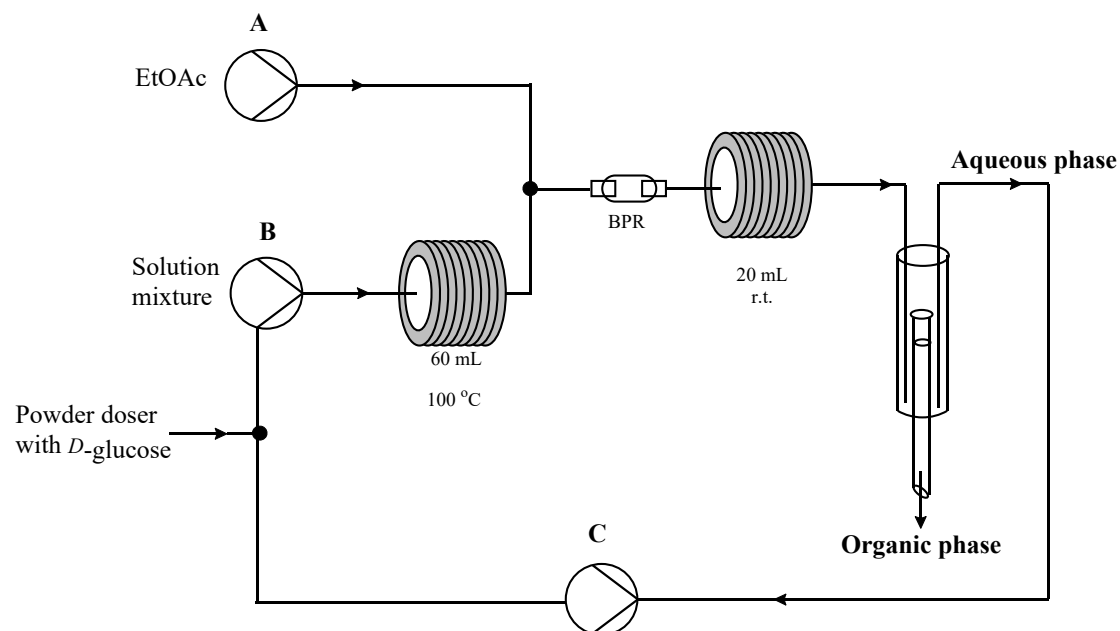 A
EtOAc
Aqueous phase
B
BPR
Solution
mixture
20 mL
r.t.
60 mL
100 °C
Powder doser
with D-glucose
Organic phase
C